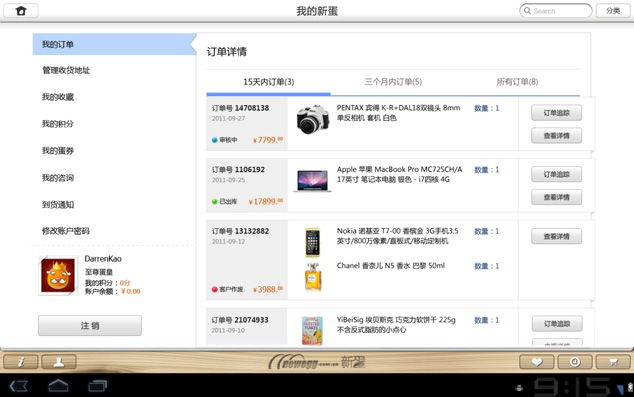 我的新蛋
Search
分类
我的订单
管理收货地址
我的收藏
我的积分
我的蛋券
我的咨询
到货通知
修改账户密码
DarrenKao
至尊蛋皇
我的积分：0分
账户余额：¥ 0.00
注 销
订单详情
15天内订单(3)
三个月内订单(5)
所有订单(8)
订单号 14708138
2011-09-27
审核中
¥7799.00
PENTAX 宾得 K-R+DAL18双镜头 8mm
单反相机 套机 白色
数量：1
订单追踪
查看详情
订单号 1106192
2011-09-25
已出库
¥17899.00
Apple 苹果 MacBook Pro MC725CH/A
17英寸 笔记本电脑 银色 - i7四核 4G
数量：1
订单追踪
查看详情
订单号 13132882
2011-09-12
客户作废
¥3988.00
Nokia 诺基亚 T7-00 香槟金 3G手机3.5
英寸/800万像素/直板式/移动定制机
数量：1
查看详情
Chanel 香奈儿 N5 香水 巴黎 50ml
数量：1
订单号 21074933
2011-09-10
YiBeiSig 埃贝斯克 巧克力软饼干 225g
不含反式脂肪的小点心
数量：1
订单追踪
查看详情
newegg.com.cn 新蛋
9:15